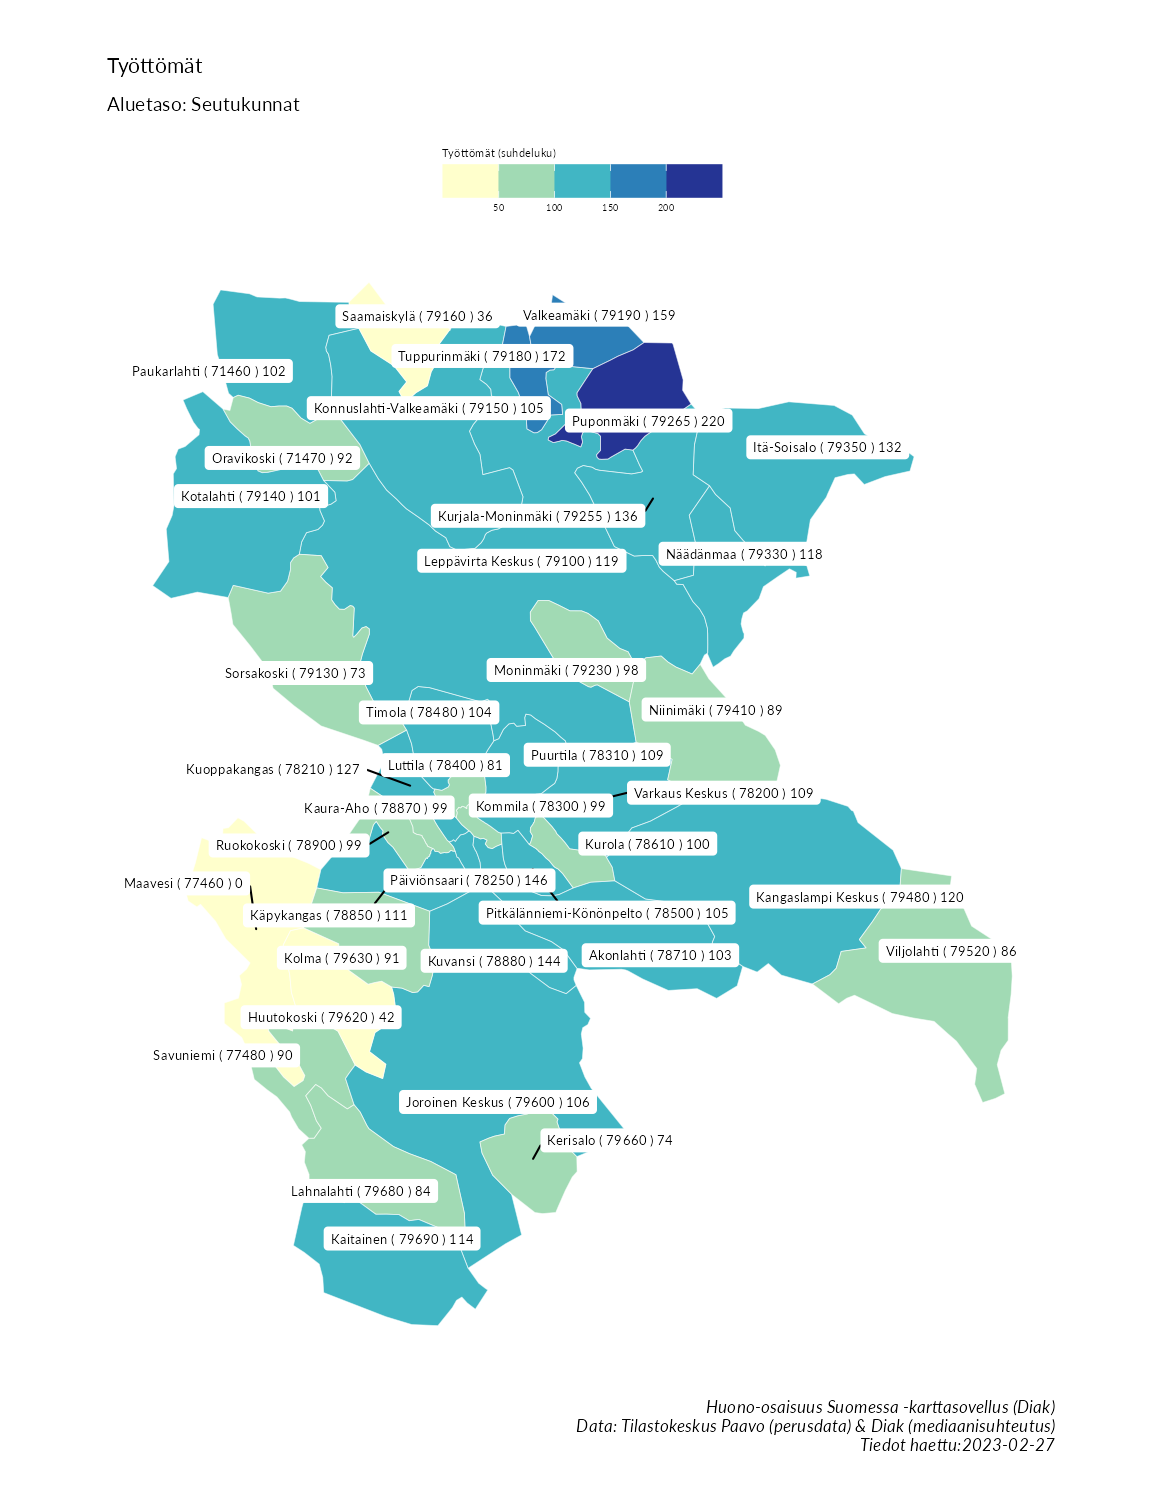 Työttömät
Aluetaso: Seutukunnat
Työttömät (suhdeluku)
50 100 150 200
Saamaiskylä ( 79160 ) 36
Valkeamäki ( 79190 ) 159
Tuppurinmäki ( 79180 ) 172
Paukarlahti ( 71460 ) 102
Konnuslahti-Valkeamäki ( 79150 ) 105
Puponmäki ( 79265 ) 220
Itä-Soisalo ( 79350 ) 132
Oravikoski ( 71470 ) 92
Kotalahti ( 79140 ) 101
Kurjala-Moninmäki ( 79255 ) 136
Näädänmaa ( 79330 ) 118
Leppävirta Keskus ( 79100 ) 119
Moninmäki ( 79230 ) 98
Sorsakoski ( 79130 ) 73
Timola ( 78480 ) 104
Niinimäki ( 79410 ) 89
Puurtila ( 78310 ) 109
Luttila ( 78400 ) 81
Kuoppakangas ( 78210 ) 127
Varkaus Keskus ( 78200 ) 109
Kaura-Aho ( 78870 ) 99
Kommila ( 78300 ) 99
Ruokokoski ( 78900 ) 99
Kurola ( 78610 ) 100
Maavesi ( 77460 ) 0
Päiviönsaari ( 78250 ) 146
Kangaslampi Keskus ( 79480 ) 120
Käpykangas ( 78850 ) 111
Pitkälänniemi-Könönpelto ( 78500 ) 105
Kolma ( 79630 ) 91
Kuvansi ( 78880 ) 144
Akonlahti ( 78710 ) 103
Viljolahti ( 79520 ) 86
Huutokoski ( 79620 ) 42
Savuniemi ( 77480 ) 90
Joroinen Keskus ( 79600 ) 106
Kerisalo ( 79660 ) 74
Lahnalahti ( 79680 ) 84
Kaitainen ( 79690 ) 114
Huono-osaisuus Suomessa -karttasovellus (Diak)
Data: Tilastokeskus Paavo (perusdata) & Diak (mediaanisuhteutus)
Tiedot haettu:2023-02-27